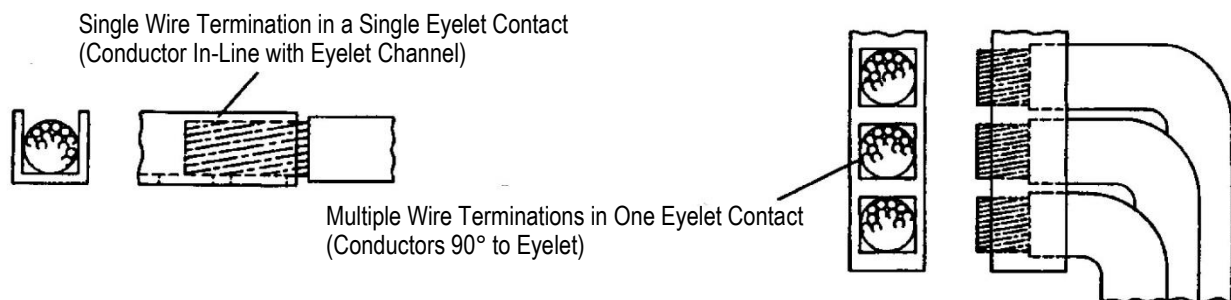 Single Wire Termination in a Single Eyelet Contact
(Conductor In-Line with Eyelet Channel)
Multiple Wire Terminations in One Eyelet Contact
(Conductors 90° to Eyelet)